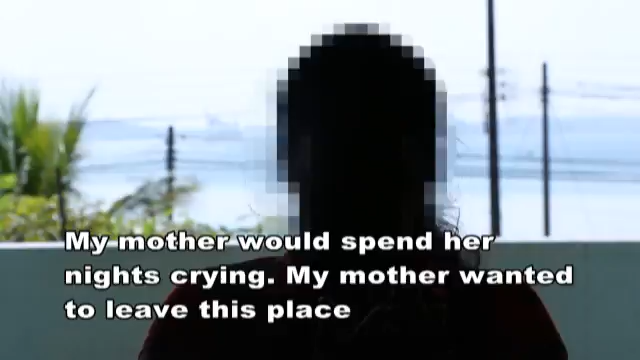 My mother would spend her
nights crying. My mother wanted
to leave this place